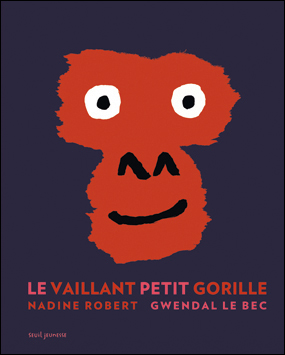 LE VAILLANT PETIT GORILLE
NADINE ROBERT GWENDAL LE BEC
seuil jeunesse